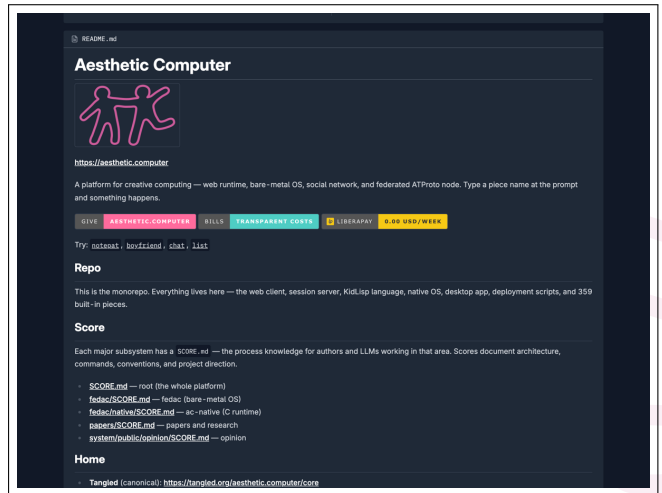 README.md
Aesthetic Computer
https://aesthetic.computer
A platform for creative computing — web runtime, bare-metal OS, social network, and federated ATProto node. Type a piece name at the prompt
and something happens.
GIVE AESTHETIC.COMPUTER BILLS TRANSPARENT COSTS LIBERAPAY 0.00 USD/WEEK
Try: notepat, boyfriend, chat, list
Repo
This is the monorepo. Everything lives here — the web client, session server, KidLisp language, native OS, desktop app, deployment scripts, and 359
built-in pieces.
Score
Each major subsystem has a SCORE.md — the process knowledge for authors and LLMs working in that area. Scores document architecture,
commands, conventions, and project direction.
SCORE.md — root (the whole platform)
fedac/SCORE.md — fedac (bare-metal OS)
fedac/native/SCORE.md — ac-native (C runtime)
papers/SCORE.md — papers and research
system/public/opinion/SCORE.md — opinion
Home
Tangled (canonical): https://tangled.org/aesthetic.computer/core